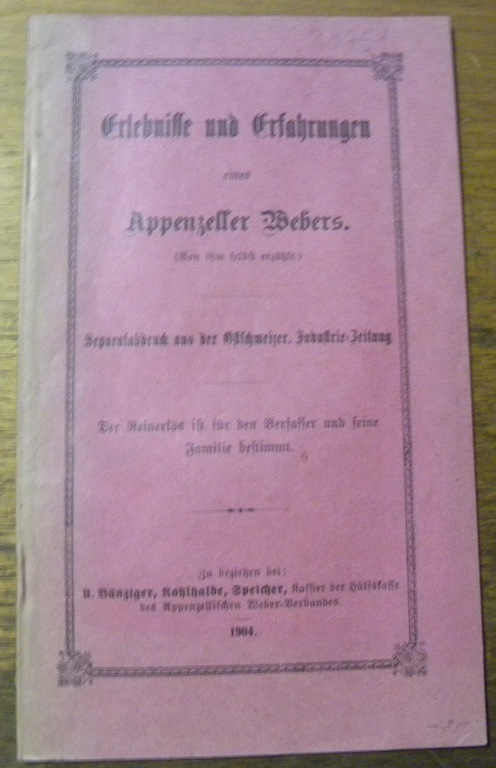 Erlebnisse und Erfahrungen
eines
Appenzeller Webers.
(Von ihm selbst erzählt.)
Separatabdruck aus der Ostschweizer. Industrie-Zeitung
Der Reinerlös ist für den Verfasser und seine
Familie bestimmt.
Zu beziehen bei:
U. Bänziger, Kohlhalde, Speicher, Kassier der Hülfskasse
des Appenzellischen Weber-Verbandes.
1904.